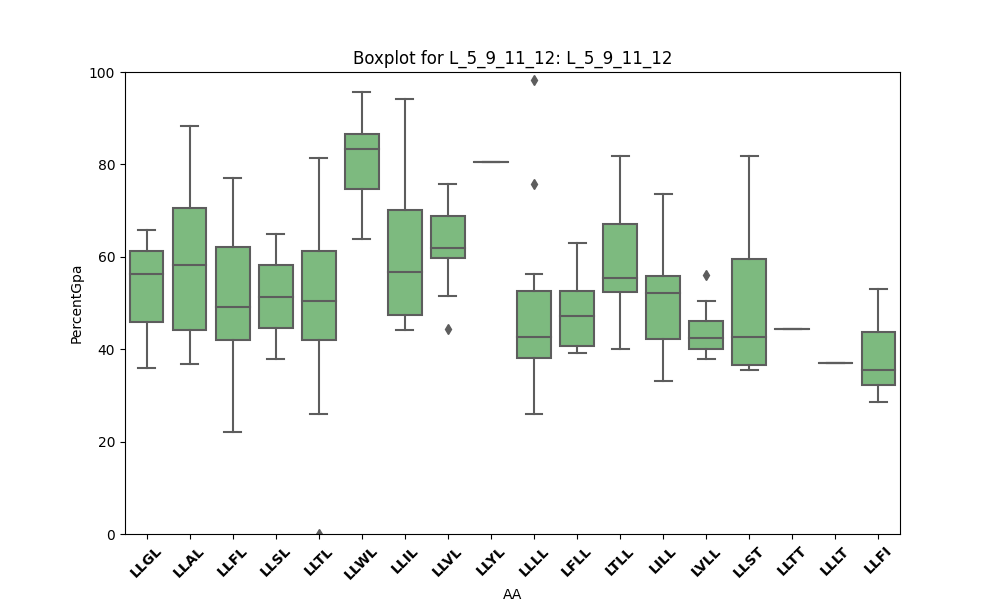 Boxplot for L_5_9_11_12: L_5_9_11_12
100
80
60
40
20
0
PercentGpa
LLGL
LLAL
LLFL
LLSL
LLTL
LLWL
LLIL
LLVL
LLYL
LLLL
LFLL
LTLL
LILL
LVLL
LLST
LLTT
LLLT
LLFI
AA